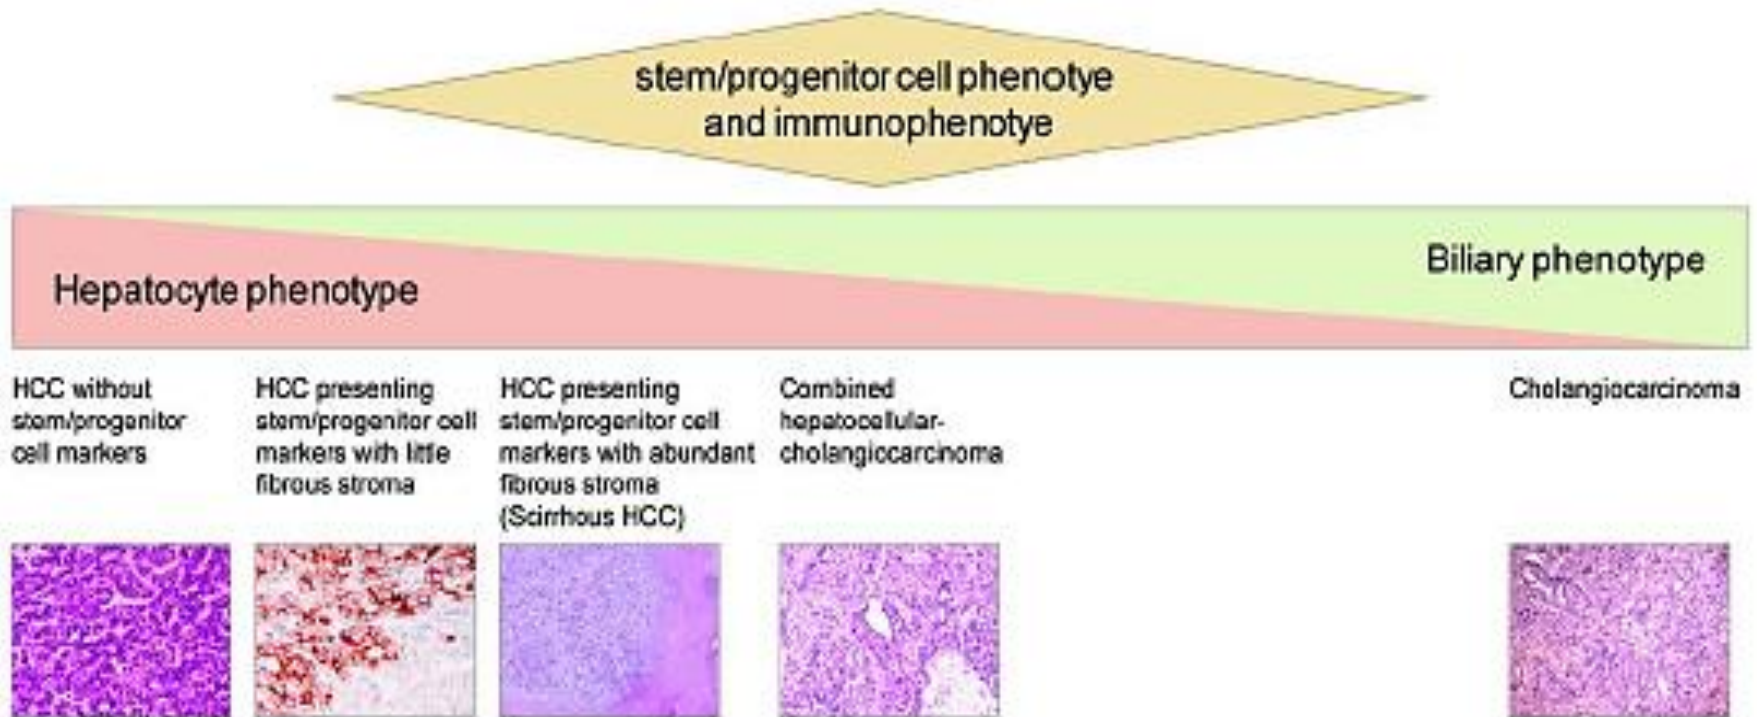 stem/progenitor cell phenotye
and immunophenotye
Biliary phenotype
Hepatocyte phenotype
HCC without
stem/progenitor
cell markers
HCC presenting
stem/progenitor cell
markers with little
fibrous stroma
HCC presenting
stem/progenitor cell
markers with abundant
fibrous stroma
(Scirrhous HCC)
Combined
hepatocellular-
cholangiocarcinoma
Cholangiocarcinoma